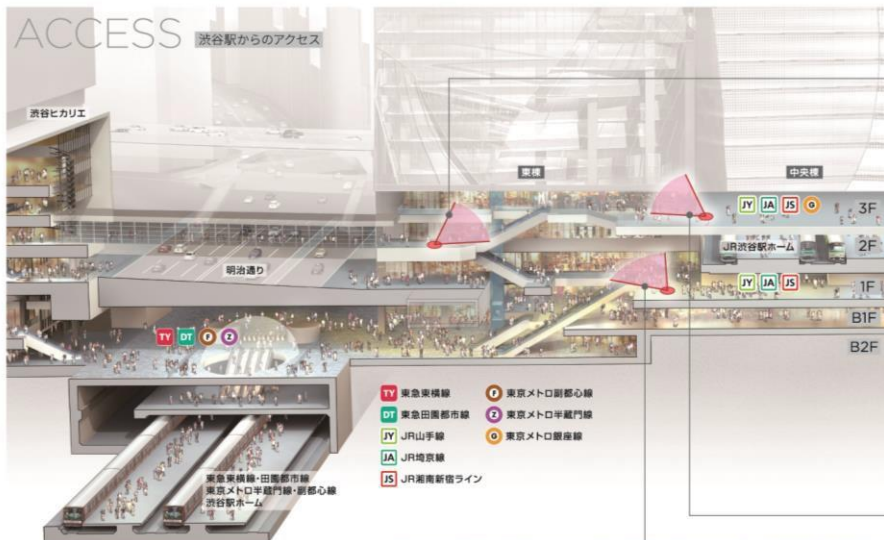 ACCESS 渋谷駅からのアクセス
渋谷ヒカリエ
東棟
中央棟
JY JA JS G 3F
JR渋谷駅ホーム 2F
明治通り
JY JA JS 1F
B1F
B2F
TY DT F Z
TY 東急東横線
F 東京メトロ副都心線
DT 東急田園都市線
Z 東京メトロ半蔵門線
JY JR山手線
G 東京メトロ銀座線
JA JR埼京線
JS JR湘南新宿ライン
東急東横線・田園都市線
東京メトロ半蔵門線・副都心線
渋谷駅ホーム